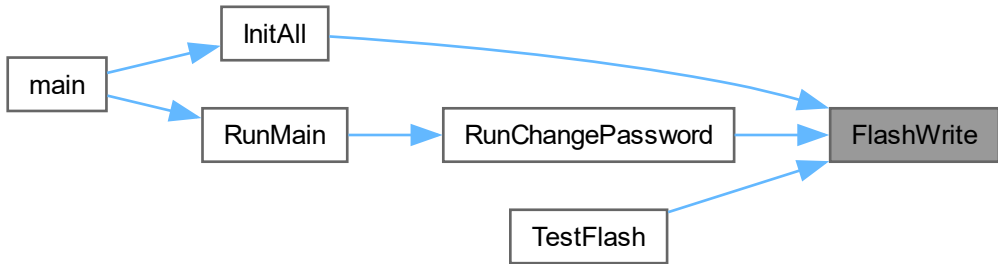 InitAll
main
RunMain
RunChangePassword
FlashWrite
TestFlash